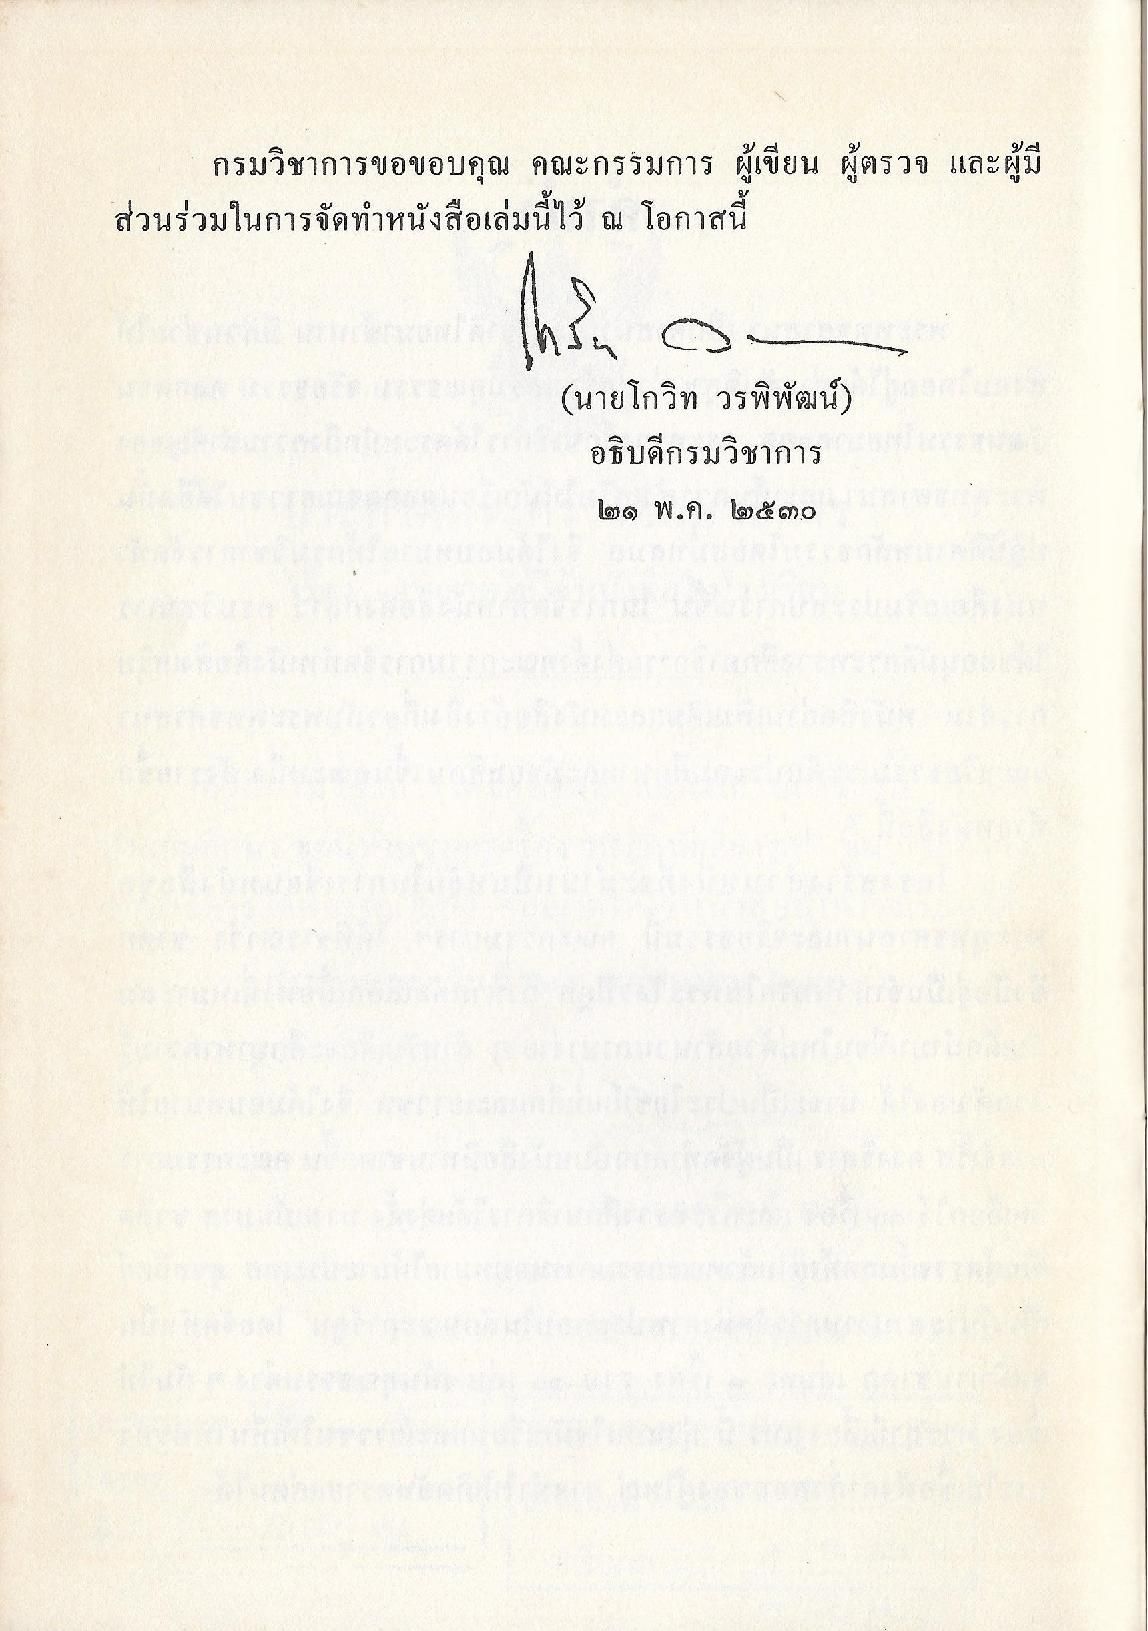 กรมวิชาการขอขอบคุณ คณะกรรมการ ผู้เขียน ผู้ตรวจ และผู้มี
ส่วนร่วมในการจัดทำหนังสือเล่มนี้ไว้ ณ โอกาสนี้
(นายโกวิท วรพิพัฒน์)
อธิบดีกรมวิชาการ
๒๑ พ.ค. ๒๕๓๐